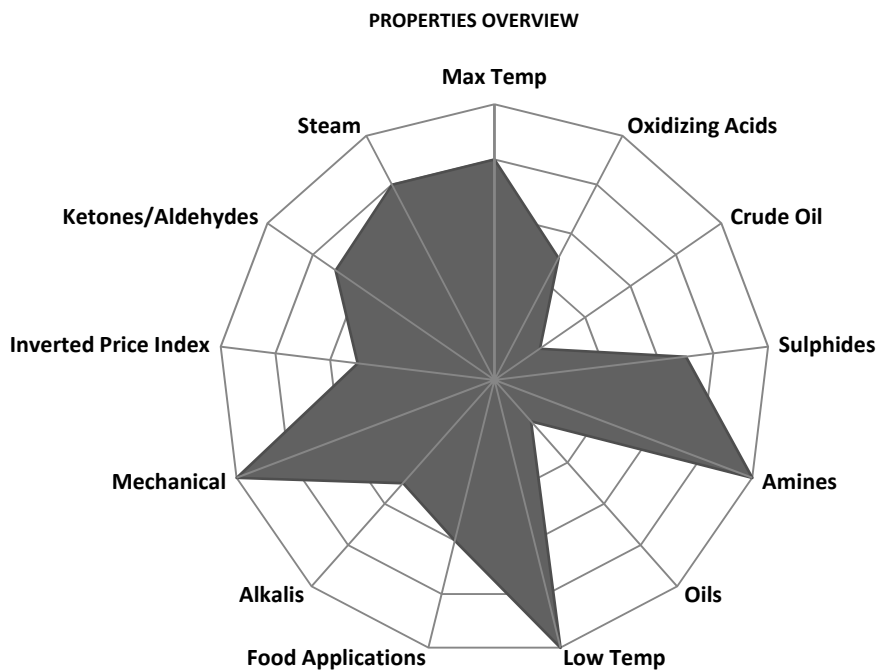 PROPERTIES OVERVIEW
Max Temp
Oxidizing Acids
Crude Oil
Sulphides
Amines
Oils
Low Temp
Food Applications
Alkalis
Mechanical
Inverted Price Index
Ketones/Aldehydes
Steam